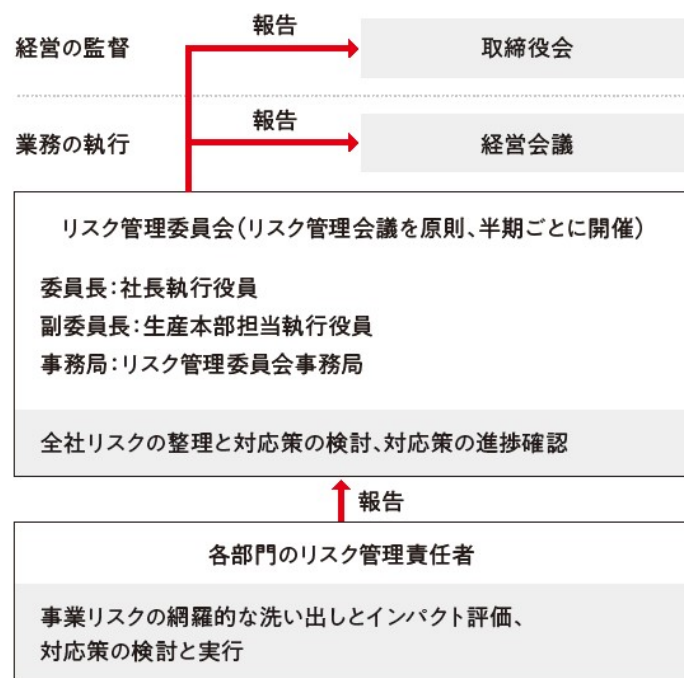 報告
経営の監督
取締役会
報告
業務の執行
経営会議
リスク管理委員会(リスク管理会議を原則、半期ごとに開催)
委員長:社長執行役員
副委員長:生産本部担当執行役員
事務局:リスク管理委員会事務局
全社リスクの整理と対応策の検討、対応策の進捗確認
報告
各部門のリスク管理責任者
事業リスクの網羅的な洗い出しとインパクト評価、
対応策の検討と実行